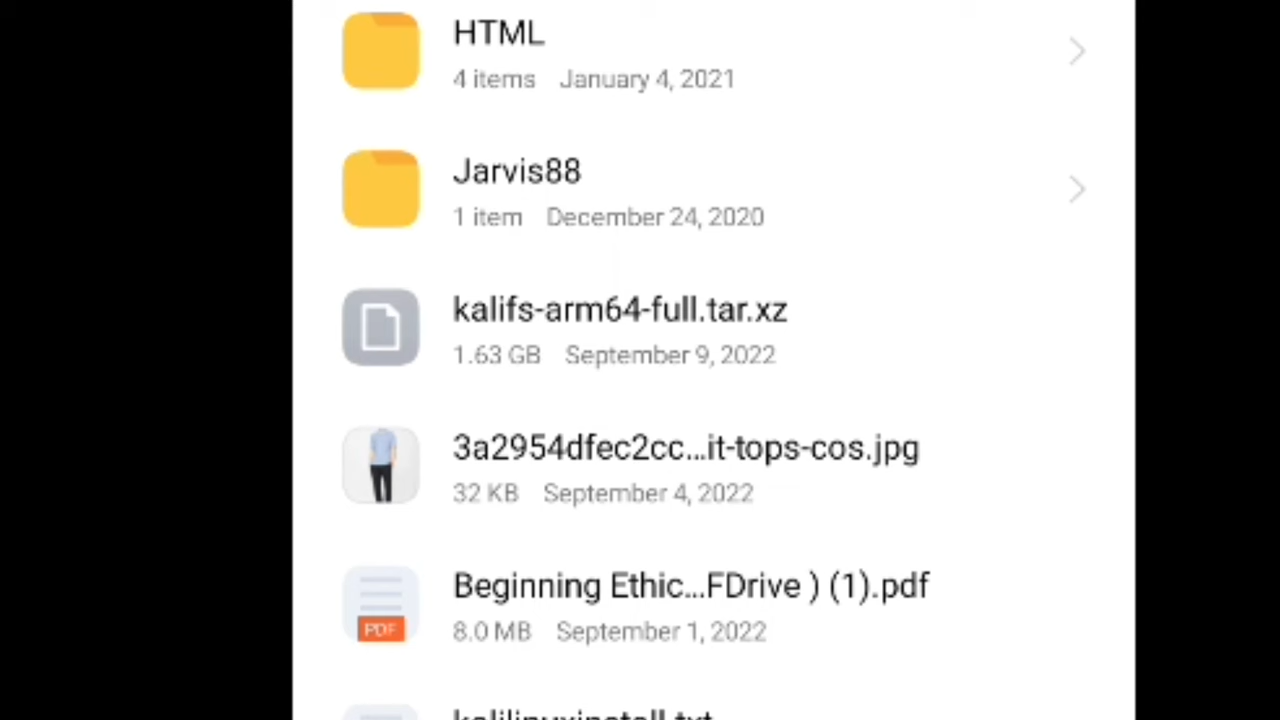 HTML
4 items January 4, 2021
Jarvis88
1 item December 24, 2020
kalifs-arm64-full.tar.xz
1.63 GB September 9, 2022
3a2954dfec2cc...it-tops-cos.jpg
32 KB September 4, 2022
Beginning Ethic...FDrive ) (1).pdf
PDF
8.0 MB September 1, 2022
kalilinuxinstall.txt